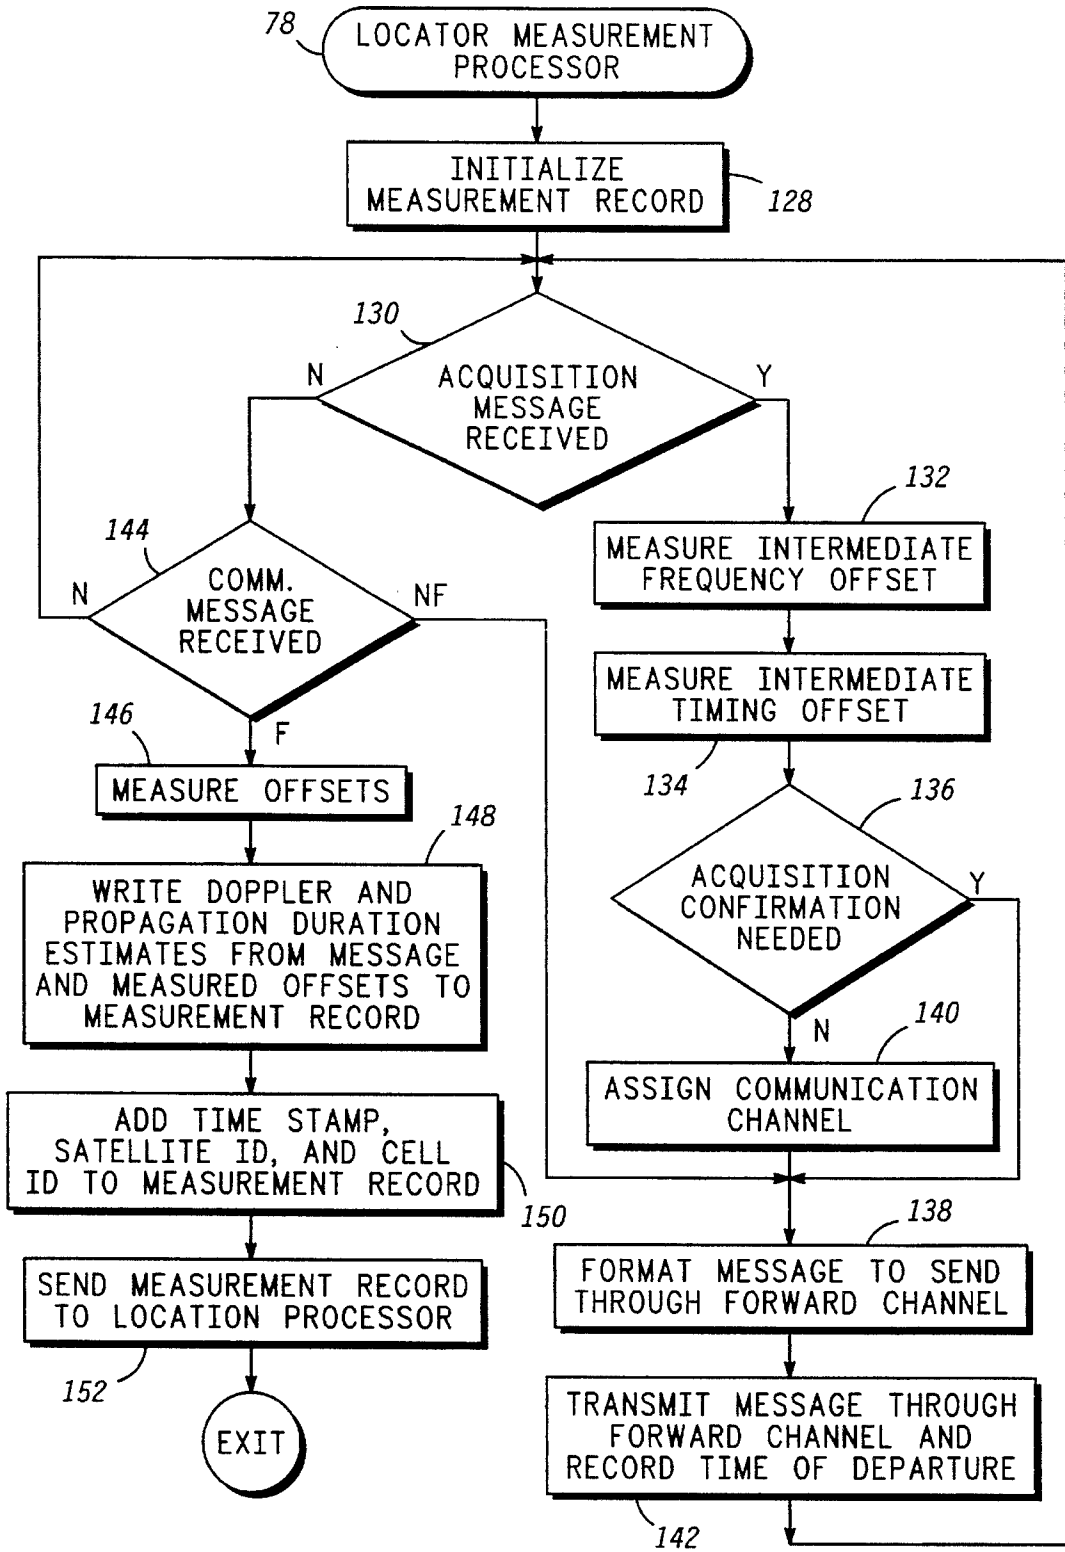 78
LOCATOR MEASUREMENT
PROCESSOR
INITIALIZE
MEASUREMENT RECORD
128
130
N
Y
ACQUISITION
MESSAGE
RECEIVED
132
MEASURE INTERMEDIATE
FREQUENCY OFFSET
144
N
NF
COMM.
MESSAGE
RECEIVED
F
MEASURE INTERMEDIATE
TIMING OFFSET
134
146
MEASURE OFFSETS
136
ACQUISITION
CONFIRMATION
NEEDED
Y
N
148
WRITE DOPPLER AND
PROPAGATION DURATION
ESTIMATES FROM MESSAGE
AND MEASURED OFFSETS TO
MEASUREMENT RECORD
140
ASSIGN COMMUNICATION
CHANNEL
ADD TIME STAMP,
SATELLITE ID, AND CELL
ID TO MEASUREMENT RECORD
150
138
FORMAT MESSAGE TO SEND
THROUGH FORWARD CHANNEL
SEND MEASUREMENT RECORD
TO LOCATION PROCESSOR
152
TRANSMIT MESSAGE THROUGH
FORWARD CHANNEL AND
RECORD TIME OF DEPARTURE
142
EXIT